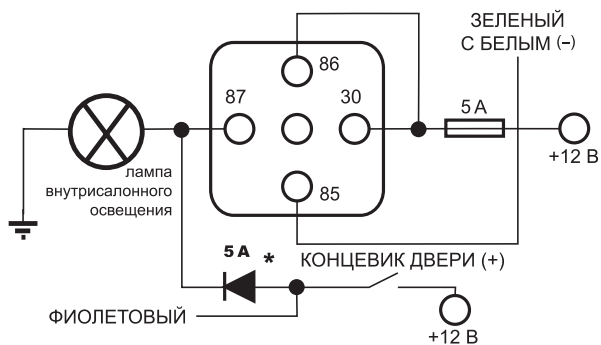 ЗЕЛЕНЫЙ
С БЕЛЫМ (–)
86
87
30
5 А
+12 В
лампа
внутрисалонного
освещения
85
5 А *
КОНЦЕВИК ДВЕРИ (+)
ФИОЛЕТОВЫЙ
+12 В